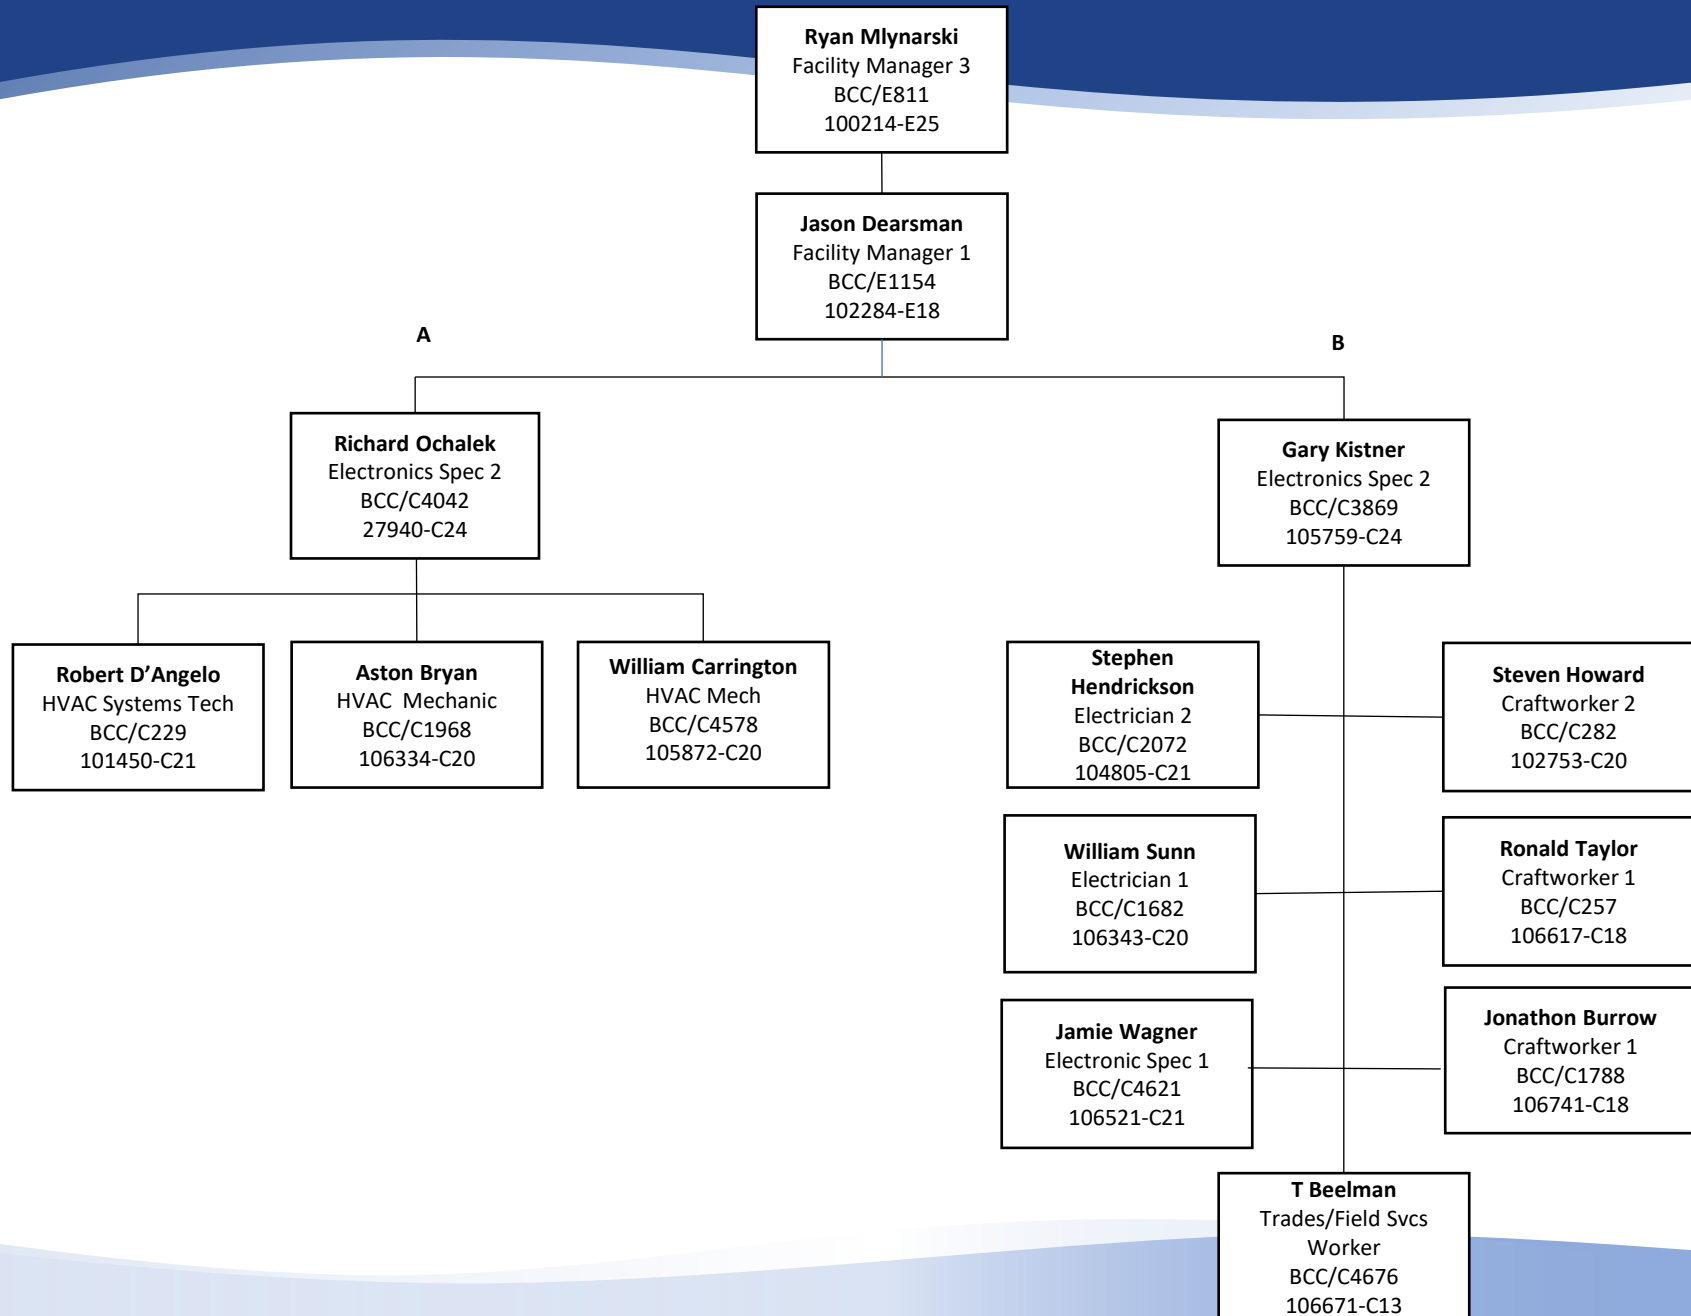 Ryan Mlynarski
Facility Manager 3
BCC/E811
100214-E25
Jason Dearsman
Facility Manager 1
BCC/E1154
102284-E18
A
B
Richard Ochalek
Electronics Spec 2
BCC/C4042
27940-C24
Gary Kistner
Electronics Spec 2
BCC/C3869
105759-C24
Robert D’Angelo
HVAC Systems Tech
BCC/C229
101450-C21
Aston Bryan
HVAC  Mechanic
BCC/C1968
106334-C20
William Carrington
HVAC Mech
BCC/C4578
105872-C20
Stephen
Hendrickson
Electrician 2
BCC/C2072
104805-C21
Steven Howard
Craftworker 2
BCC/C282
102753-C20
William Sunn
Electrician 1
BCC/C1682
106343-C20
Ronald Taylor
Craftworker 1
BCC/C257
106617-C18
Jamie Wagner
Electronic Spec 1
BCC/C4621
106521-C21
Jonathon Burrow
Craftworker 1
BCC/C1788
106741-C18
T Beelman
Trades/Field Svcs
Worker
BCC/C4676
106671-C13